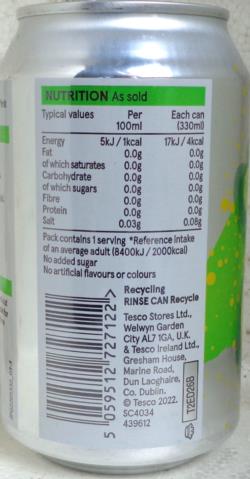 NUTRITION As sold
Typical values Per Each can
100ml (330ml)
Energy 5kJ / 1kcal 17kJ / 4kcal
Fat 0.0g 0.0g
of which saturates 0.0g 0.0g
Carbohydrate 0.0g 0.0g
of which sugars 0.0g 0.0g
Fibre 0.0g 0.0g
Protein 0.0g 0.0g
Salt 0.03g 0.08g
Pack contains 1 serving *Reference intake
of an average adult (8400kJ / 2000kcal)
No added sugar
No artificial flavours or colours
Recycling
RINSE CAN Recycle
Tesco Stores Ltd.,
Welwyn Garden
City AL7 1GA, U.K.
& Tesco Ireland Ltd.,
Gresham House,
Marine Road,
Dun Laoghaire,
Co. Dublin.
© Tesco 2022.
SC4034
439612
5 059512 727122 >
T2ED26B